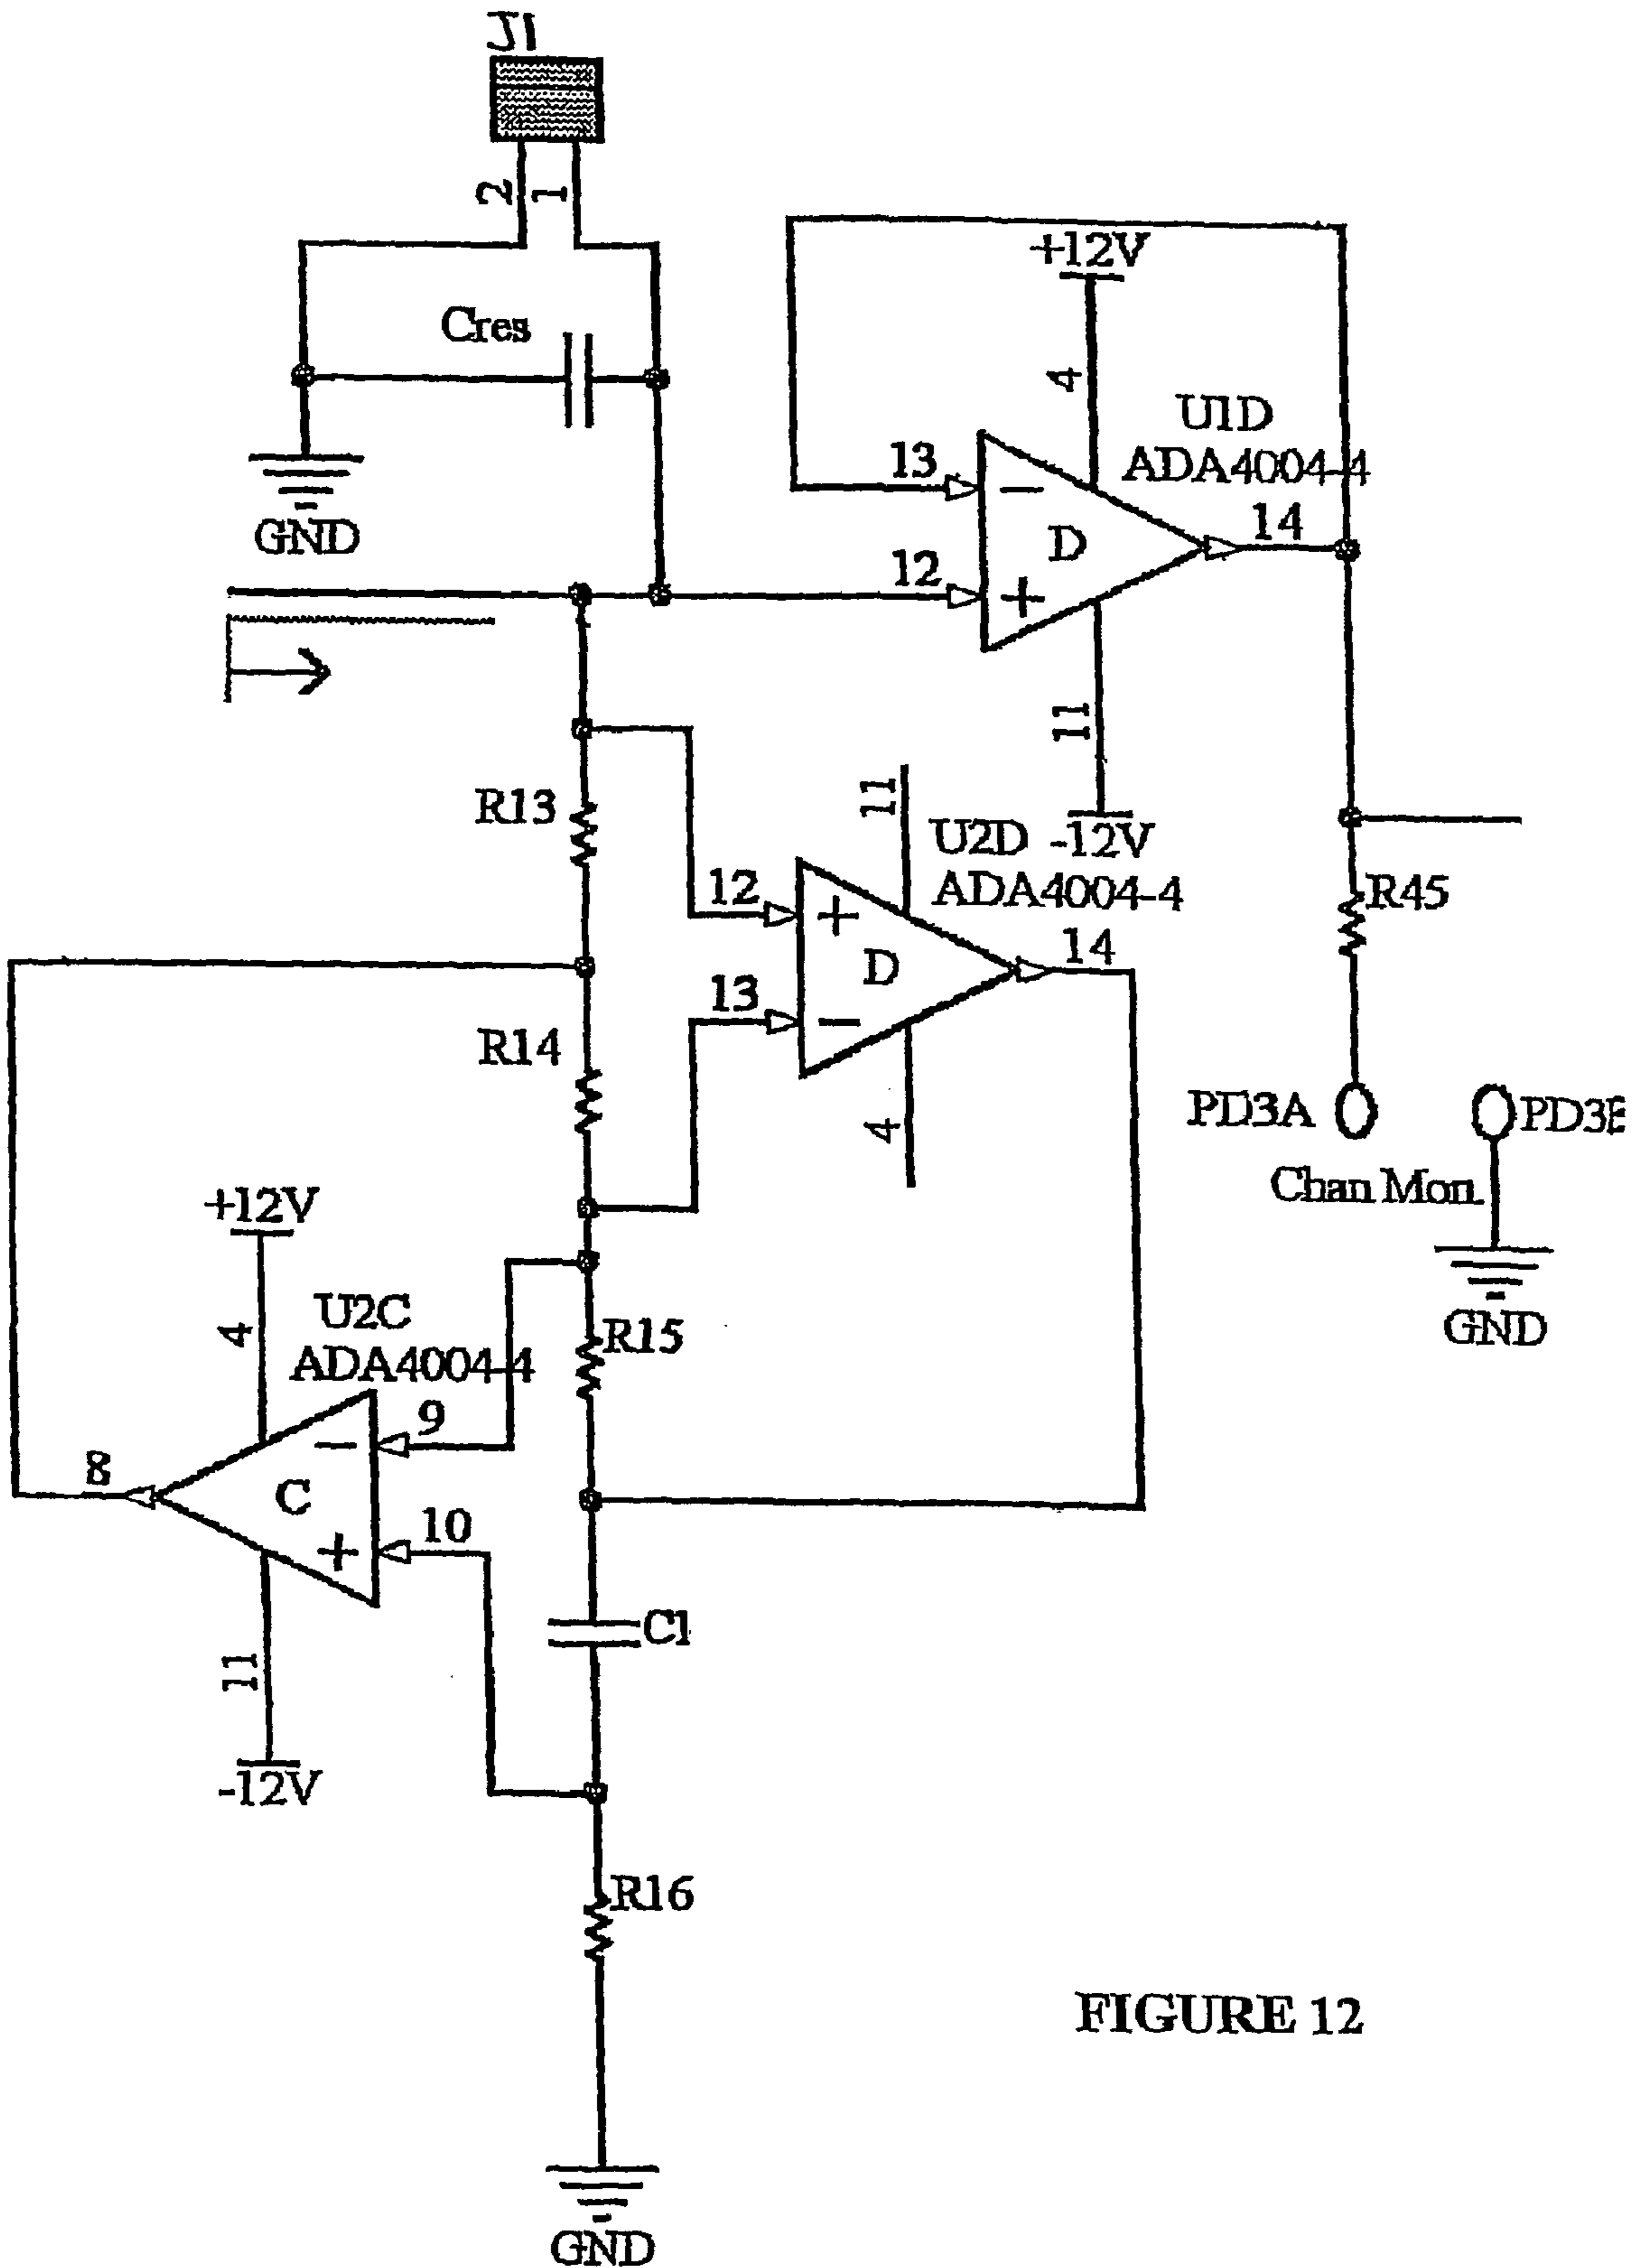 J1
2
1
Cres
GND
+12V
4
U1D
ADA4004-4
13
−
D
14
12
+
11
-12V
R13
11
U2D
ADA4004-4
12
+
D
14
13
−
4
R45
R14
PD3A
Chan Mon.
GND
+12V
4
U2C
ADA4004-4
R15
9
−
8
C
10
+
11
-12V
C1
R16
GND
FIGURE 12